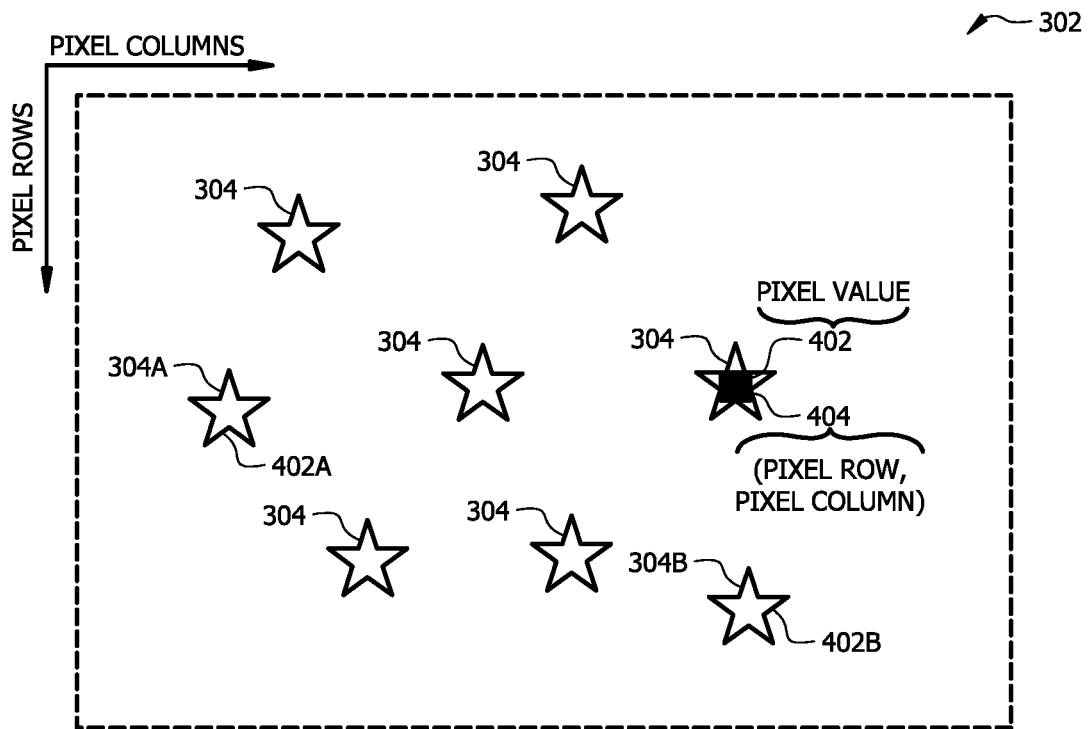 302
PIXEL COLUMNS
PIXEL ROWS
304
304
PIXEL VALUE
304
304
402
304A
404
402A
(PIXEL ROW,
PIXEL COLUMN)
304
304
304B
402B